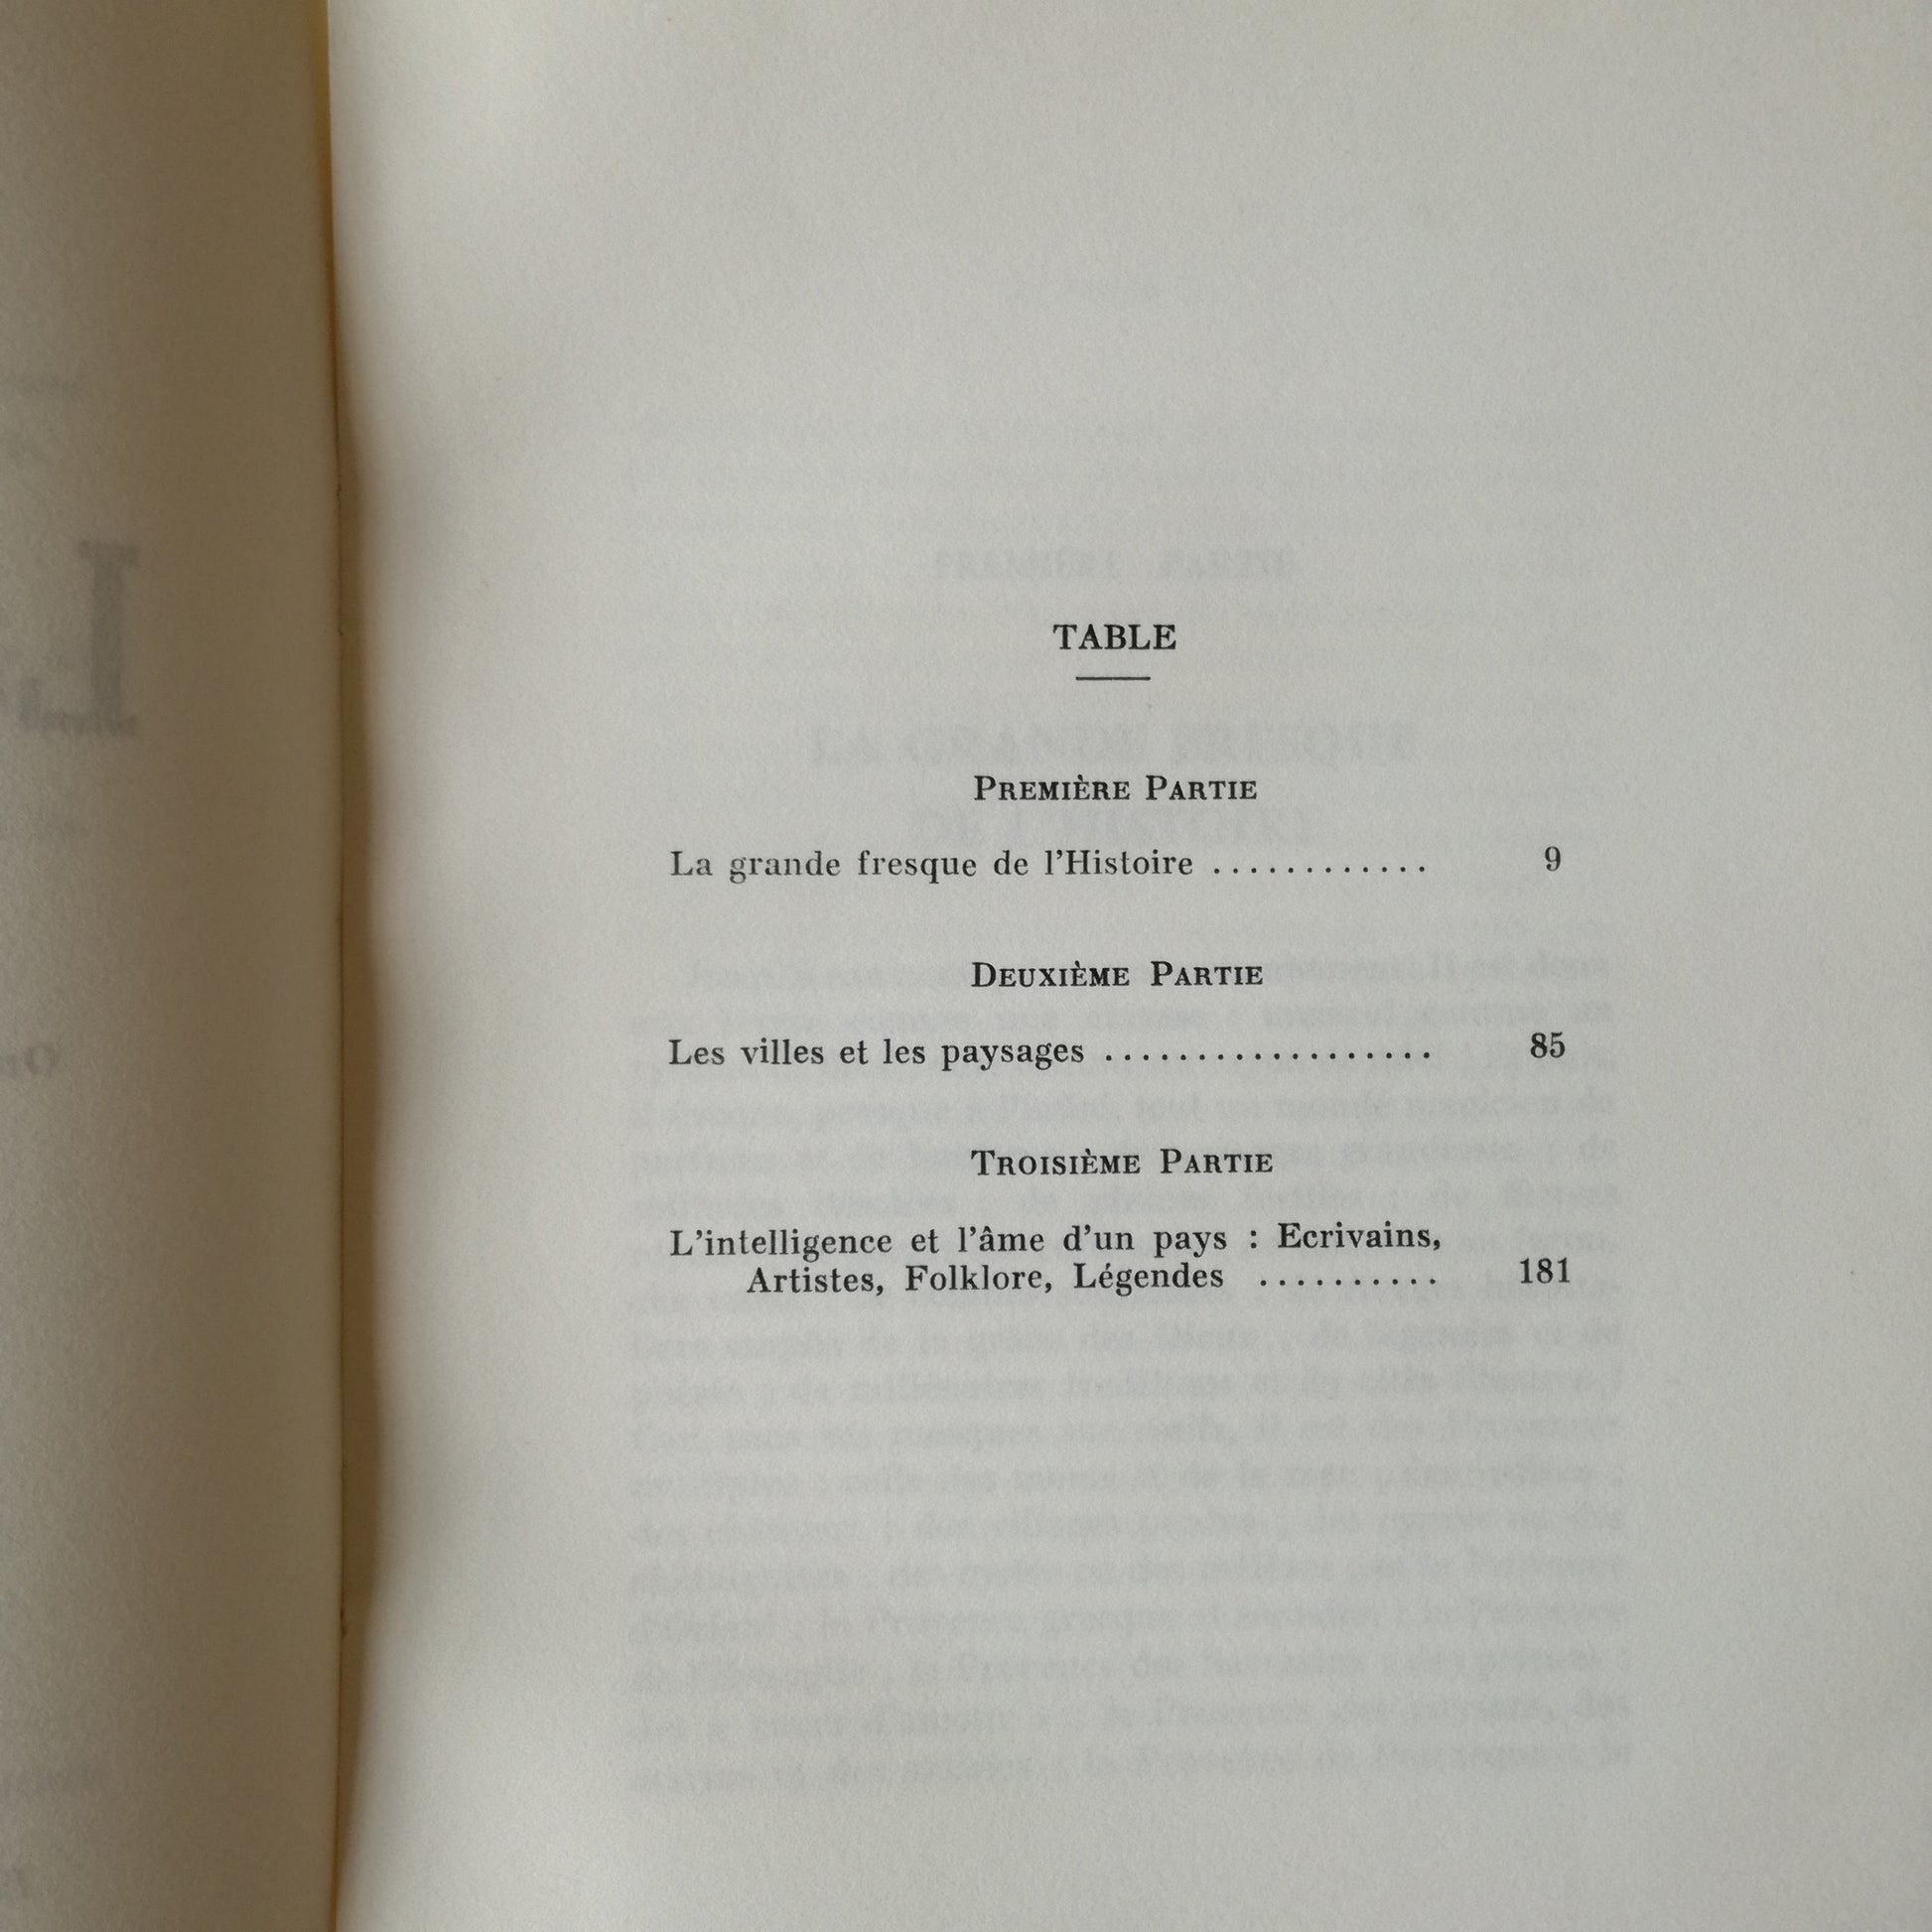 TABLE
PREMIÈRE PARTIE
La grande fresque de l'Histoire ............ 9
DEUXIÈME PARTIE
Les villes et les paysages .................. 85
TROISIÈME PARTIE
L'intelligence et l'âme d'un pays : Ecrivains,
Artistes, Folklore, Légendes .......... 181